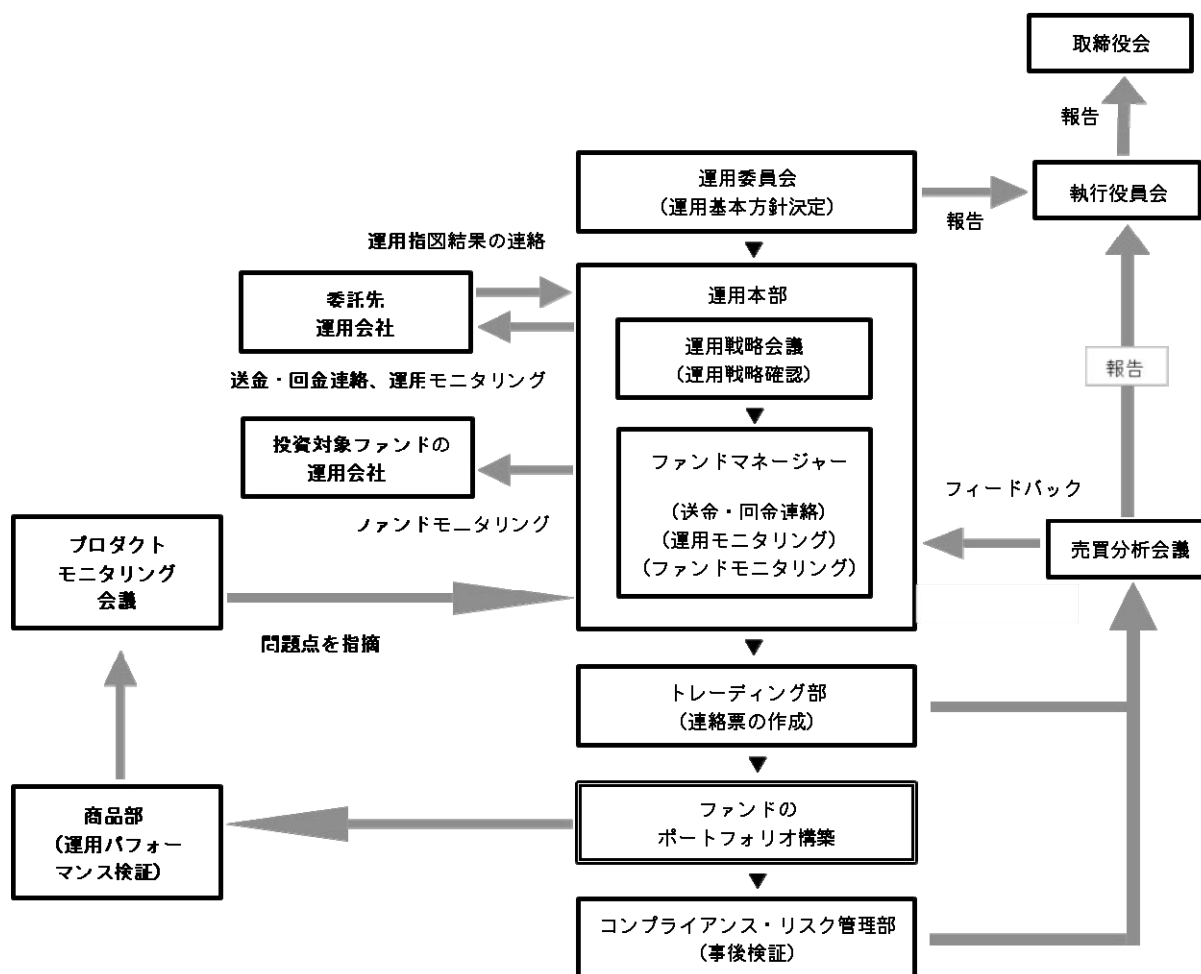 取締役会
報告
運用委員会
（運用基本方針決定）
執行役員会
報告
運用指図結果の連絡
委託先
運用会社
運用本部
運用戦略会議
（運用戦略確認）
報告
送金・回金連絡、運用モニタリング
投資対象ファンドの
運用会社
ファンドマネージャー
（送金・回金連絡）
（運用モニタリング）
（ファンドモニタリング）
フィードバック
ファンドモニタリング
プロダクト
モニタリング
会議
売買分析会議
問題点を指摘
トレーディング部
（連絡票の作成）
商品部
（運用パフォー
マンス検証）
ファンドの
ポートフォリオ構築
コンプライアンス・リスク管理部
（事後検証）